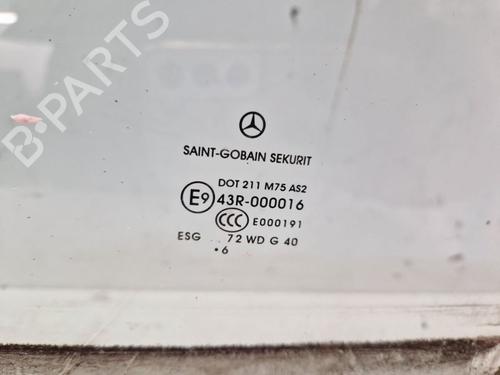 B-PARTS
SAINT-GOBAIN SEKURIT
DOT 211 M75 AS2
E9 43R-000016
CCC E000191
ESG .. 72 WD G 40
.6